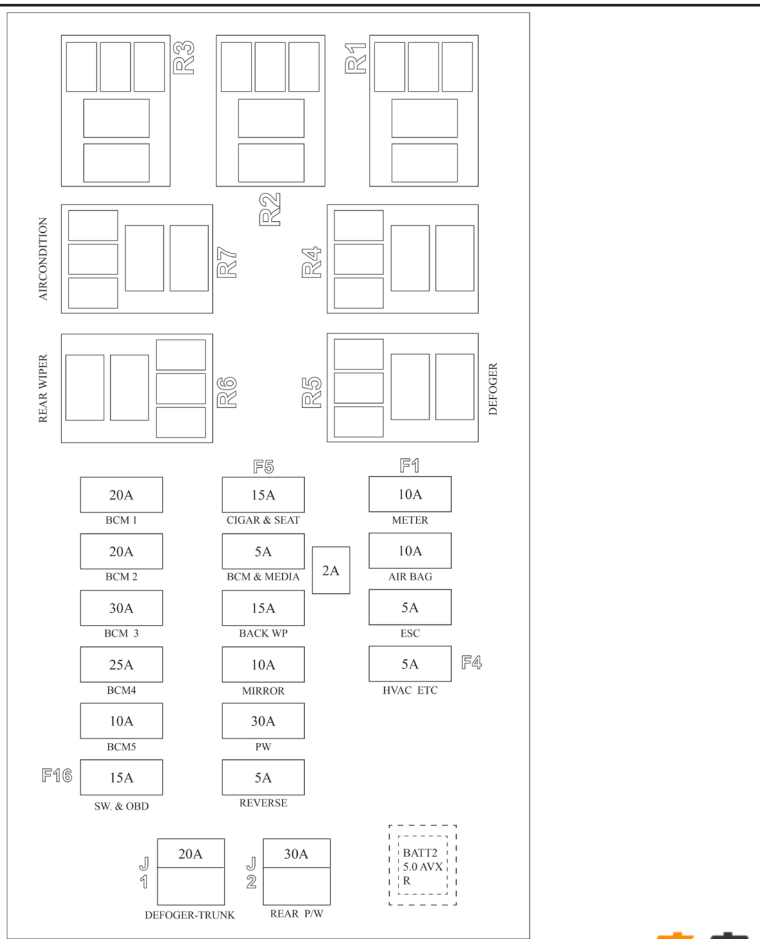 R3
R2
R1
AIRCONDITION
R7
R4
REAR WIPER
R6
R5
DEFOGER
F5
F1
20A
BCM 1
15A
CIGAR & SEAT
10A
METER
20A
BCM 2
5A
BCM & MEDIA
2A
10A
AIR BAG
30A
BCM 3
15A
BACK WP
5A
ESC
25A
BCM4
10A
MIRROR
5A
HVAC ETC
F4
10A
BCM5
30A
PW
F16
15A
SW. & OBD
5A
REVERSE
J1
20A
DEFOGER-TRUNK
J2
30A
REAR P/W
BATT2
5.0 AVX
R